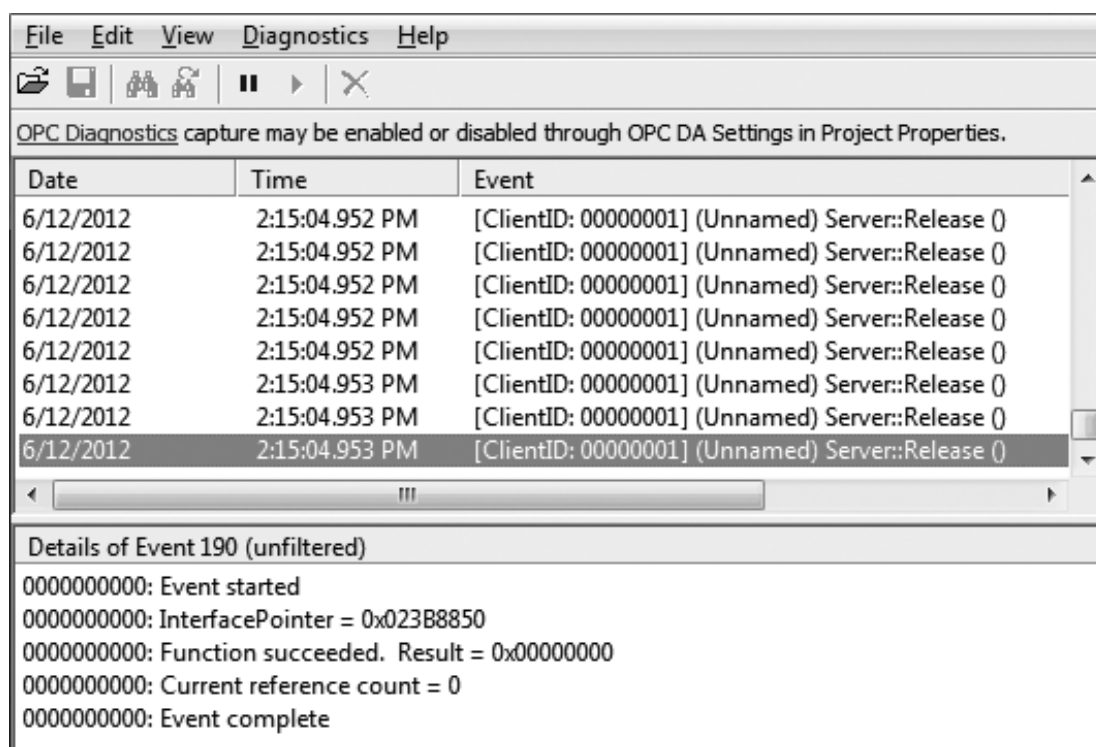 File Edit View Diagnostics Help
OPC Diagnostics capture may be enabled or disabled through OPC DA Settings in Project Properties.
Date Time Event
6/12/2012 2:15:04.952 PM [ClientID: 00000001] (Unnamed) Server::Release ()
6/12/2012 2:15:04.952 PM [ClientID: 00000001] (Unnamed) Server::Release ()
6/12/2012 2:15:04.952 PM [ClientID: 00000001] (Unnamed) Server::Release ()
6/12/2012 2:15:04.952 PM [ClientID: 00000001] (Unnamed) Server::Release ()
6/12/2012 2:15:04.952 PM [ClientID: 00000001] (Unnamed) Server::Release ()
6/12/2012 2:15:04.953 PM [ClientID: 00000001] (Unnamed) Server::Release ()
6/12/2012 2:15:04.953 PM [ClientID: 00000001] (Unnamed) Server::Release ()
6/12/2012 2:15:04.953 PM [ClientID: 00000001] (Unnamed) Server::Release ()
Details of Event 190 (unfiltered)
0000000000: Event started
0000000000: InterfacePointer = 0x023B8850
0000000000: Function succeeded.  Result = 0x00000000
0000000000: Current reference count = 0
0000000000: Event complete